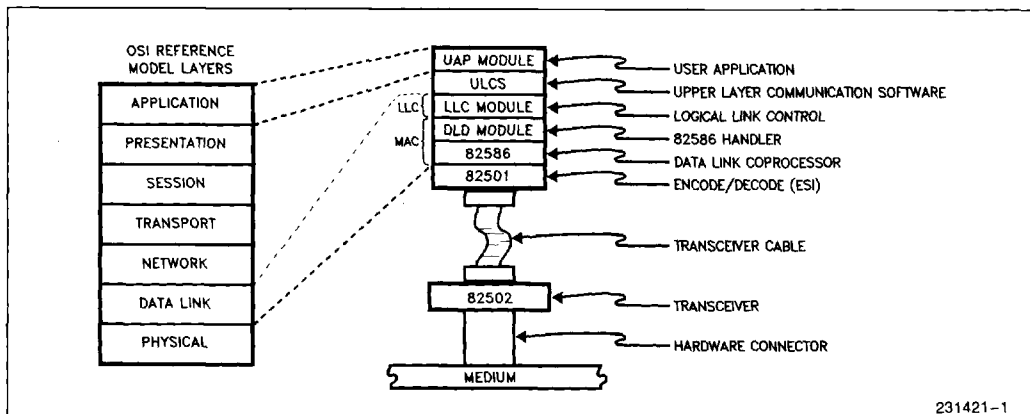 OSI REFERENCE
MODEL LAYERS
APPLICATION
PRESENTATION
SESSION
TRANSPORT
NETWORK
DATA LINK
PHYSICAL
LLC
MAC
UAP MODULE
ULCS
LLC MODULE
DLD MODULE
82586
82501
82502
MEDIUM
USER APPLICATION
UPPER LAYER COMMUNICATION SOFTWARE
LOGICAL LINK CONTROL
82586 HANDLER
DATA LINK COPROCESSOR
ENCODE/DECODE (ESI)
TRANSCEIVER CABLE
TRANSCEIVER
HARDWARE CONNECTOR
231421-1